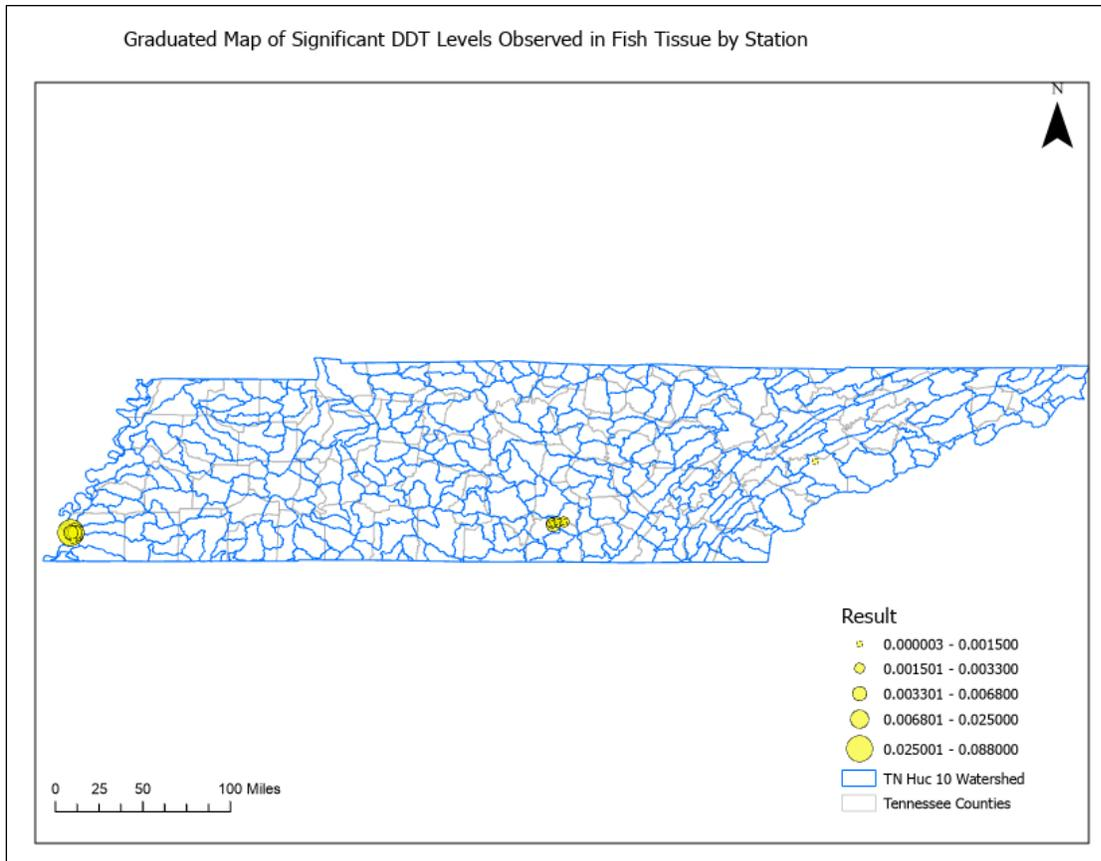 Graduated Map of Significant DDT Levels Observed in Fish Tissue by Station
N
Result
0.000003 - 0.001500
0.001501 - 0.003300
0.003301 - 0.006800
0.006801 - 0.025000
0.025001 - 0.088000
TN Huc 10 Watershed
Tennessee Counties
0 25 50 100 Miles